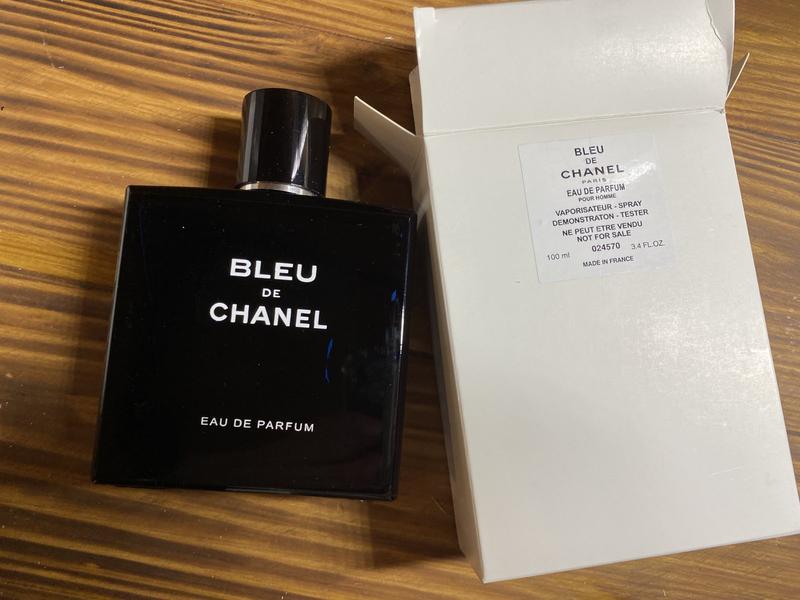 BLEU
DE
CHANEL
EAU DE PARFUM
BLEU
DE
CHANEL
PARIS
EAU DE PARFUM
POUR HOMME
VAPORISATEUR - SPRAY
DEMONSTRATON - TESTER
NE PEUT ETRE VENDU
NOT FOR SALE
100 ml 024570 3.4 FL.OZ.
MADE IN FRANCE